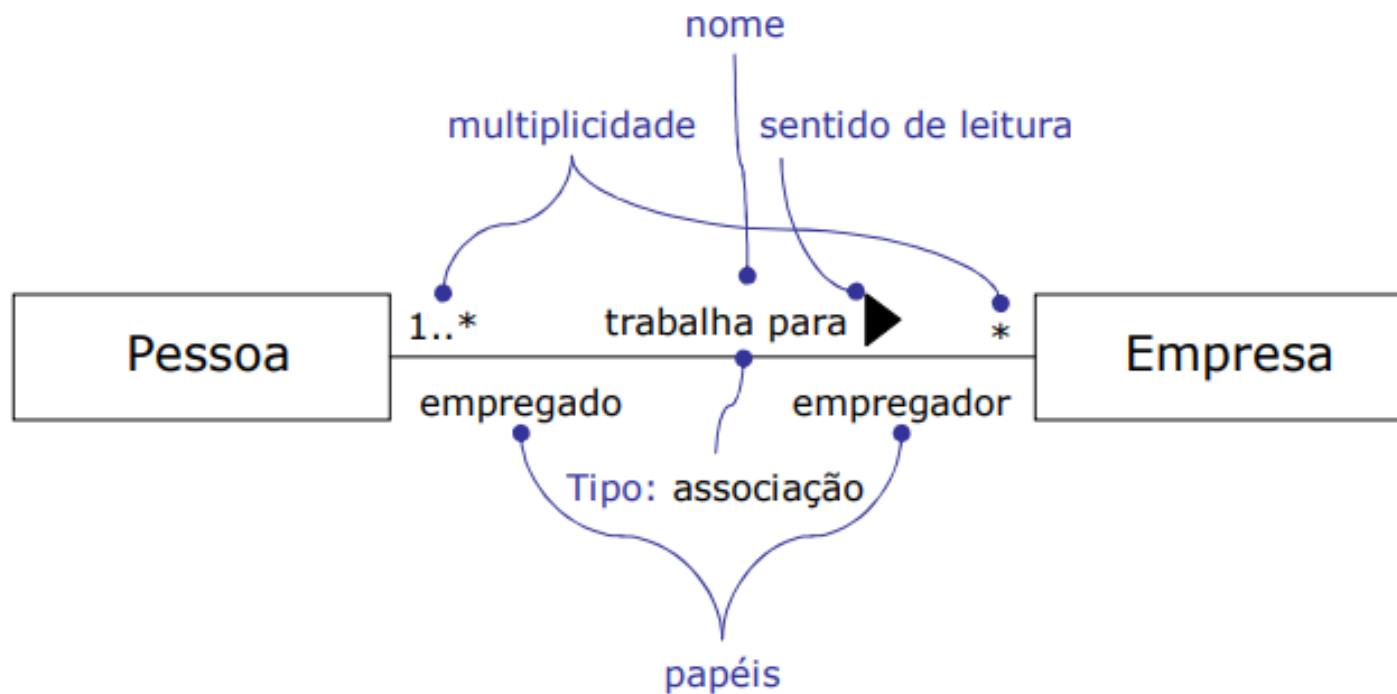 nome
multiplicidade
sentido de leitura
Pessoa
1..*
trabalha para
*
Empresa
empregado
empregador
Tipo: associação
papéis